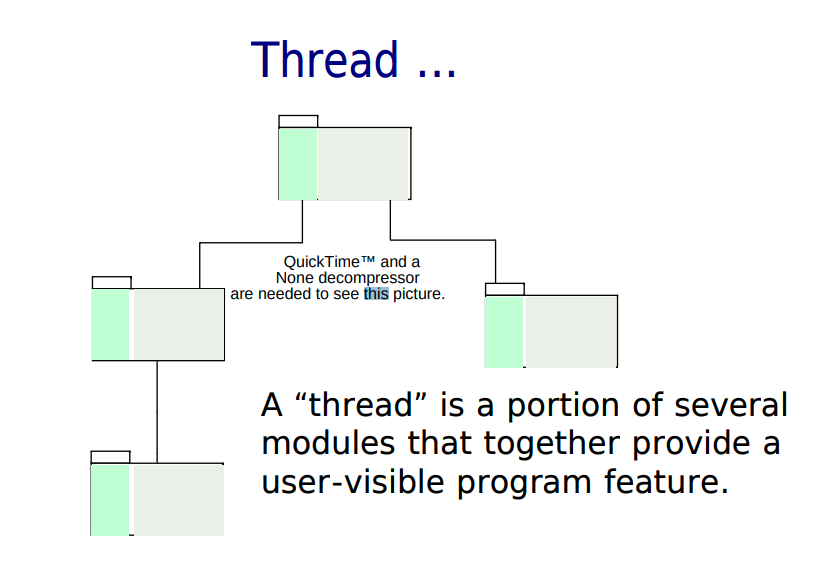 Thread …
QuickTime™ and a
None decompressor
are needed to see this picture.
A “thread” is a portion of several
modules that together provide a
user-visible program feature.